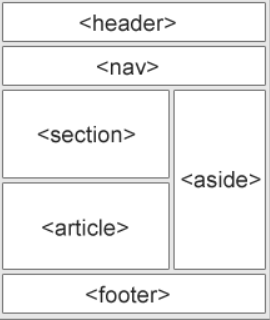 <header>
<nav>
<section>
<aside>
<article>
<footer>